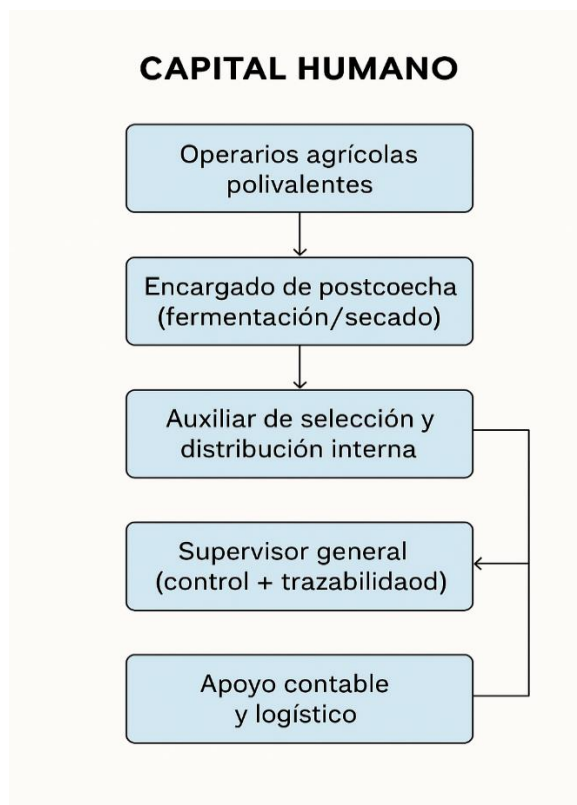 CAPITAL HUMANO
Operarios agrícolas
polivalentes
Encargado de postcoecha
(fermentación/secado)
Auxiliar de selección y
distribución interna
Supervisor general
(control + trazabilidaod)
Apoyo contable
y logístico